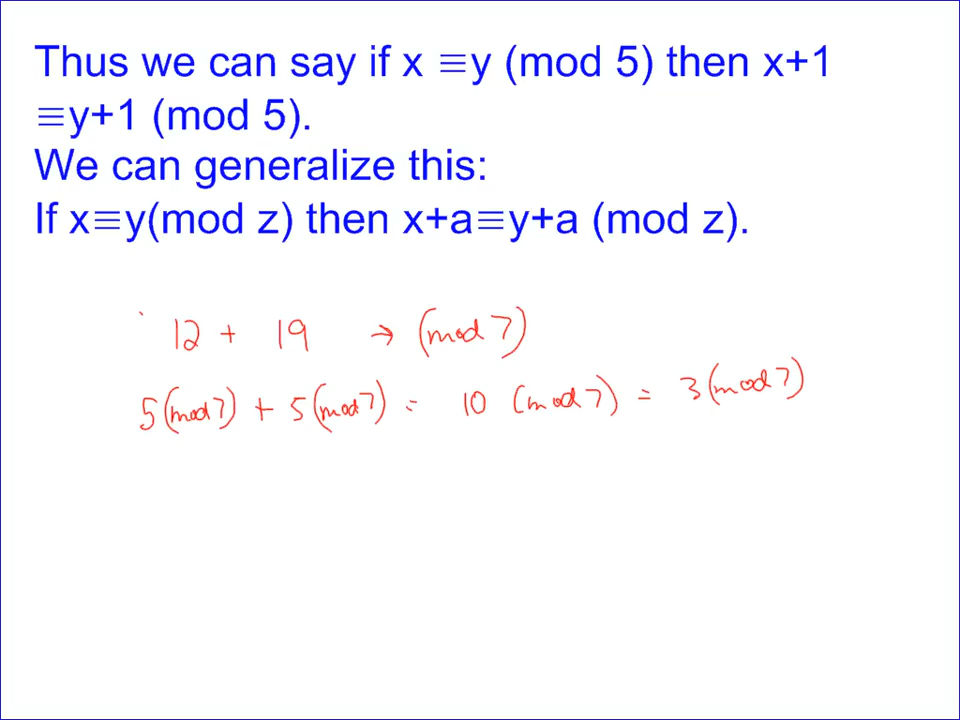 Thus we can say if x ≡y (mod 5) then x+1
≡y+1 (mod 5).
We can generalize this:
If x≡y(mod z) then x+a≡y+a (mod z).
12 + 19 → (mod 7)
5 (mod 7) + 5 (mod 7) = 10 (mod 7) = 3 (mod 7)